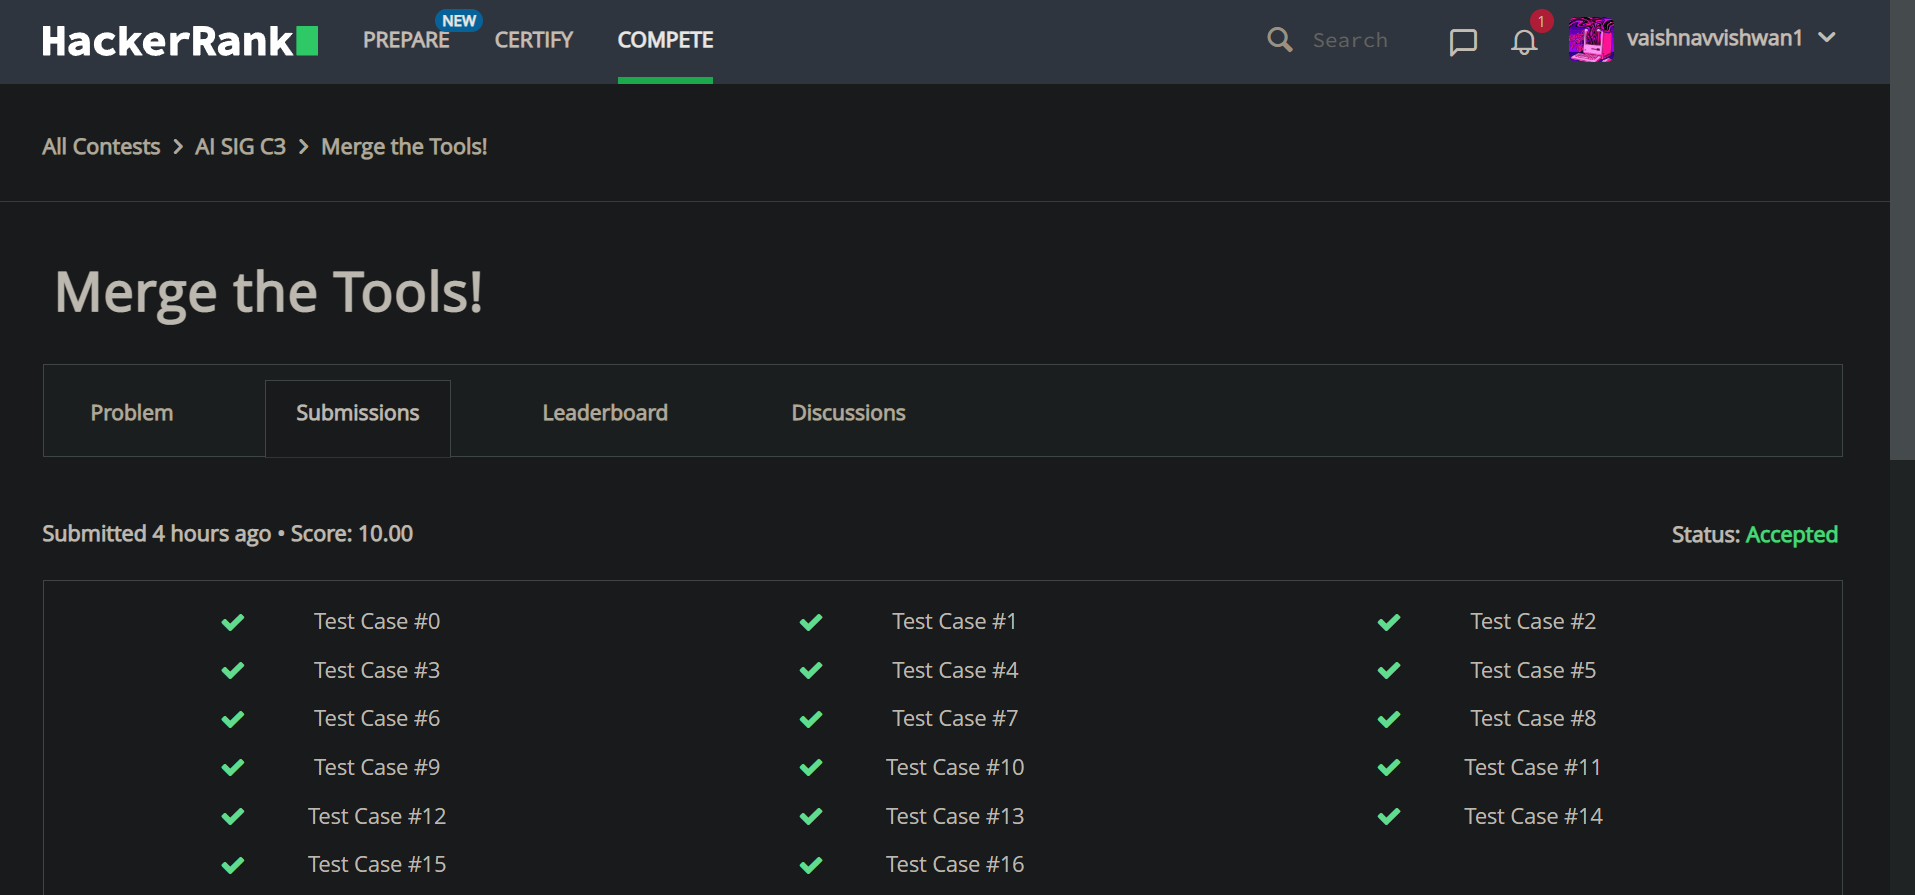 HackerRank PREPARE NEW CERTIFY COMPETE Search 1 vaishnavvishwan1
All Contests > AI SIG C3 > Merge the Tools!
Merge the Tools!
Problem Submissions Leaderboard Discussions
Submitted 4 hours ago • Score: 10.00 Status: Accepted
Test Case #0 Test Case #1 Test Case #2
Test Case #3 Test Case #4 Test Case #5
Test Case #6 Test Case #7 Test Case #8
Test Case #9 Test Case #10 Test Case #11
Test Case #12 Test Case #13 Test Case #14
Test Case #15 Test Case #16